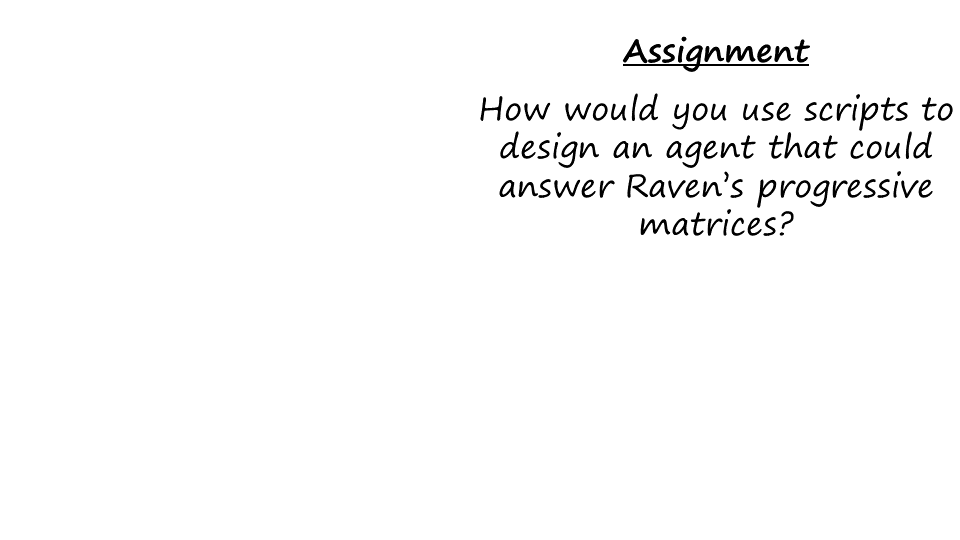 Assignment
How would you use scripts to
design an agent that could
answer Raven’s progressive
matrices?